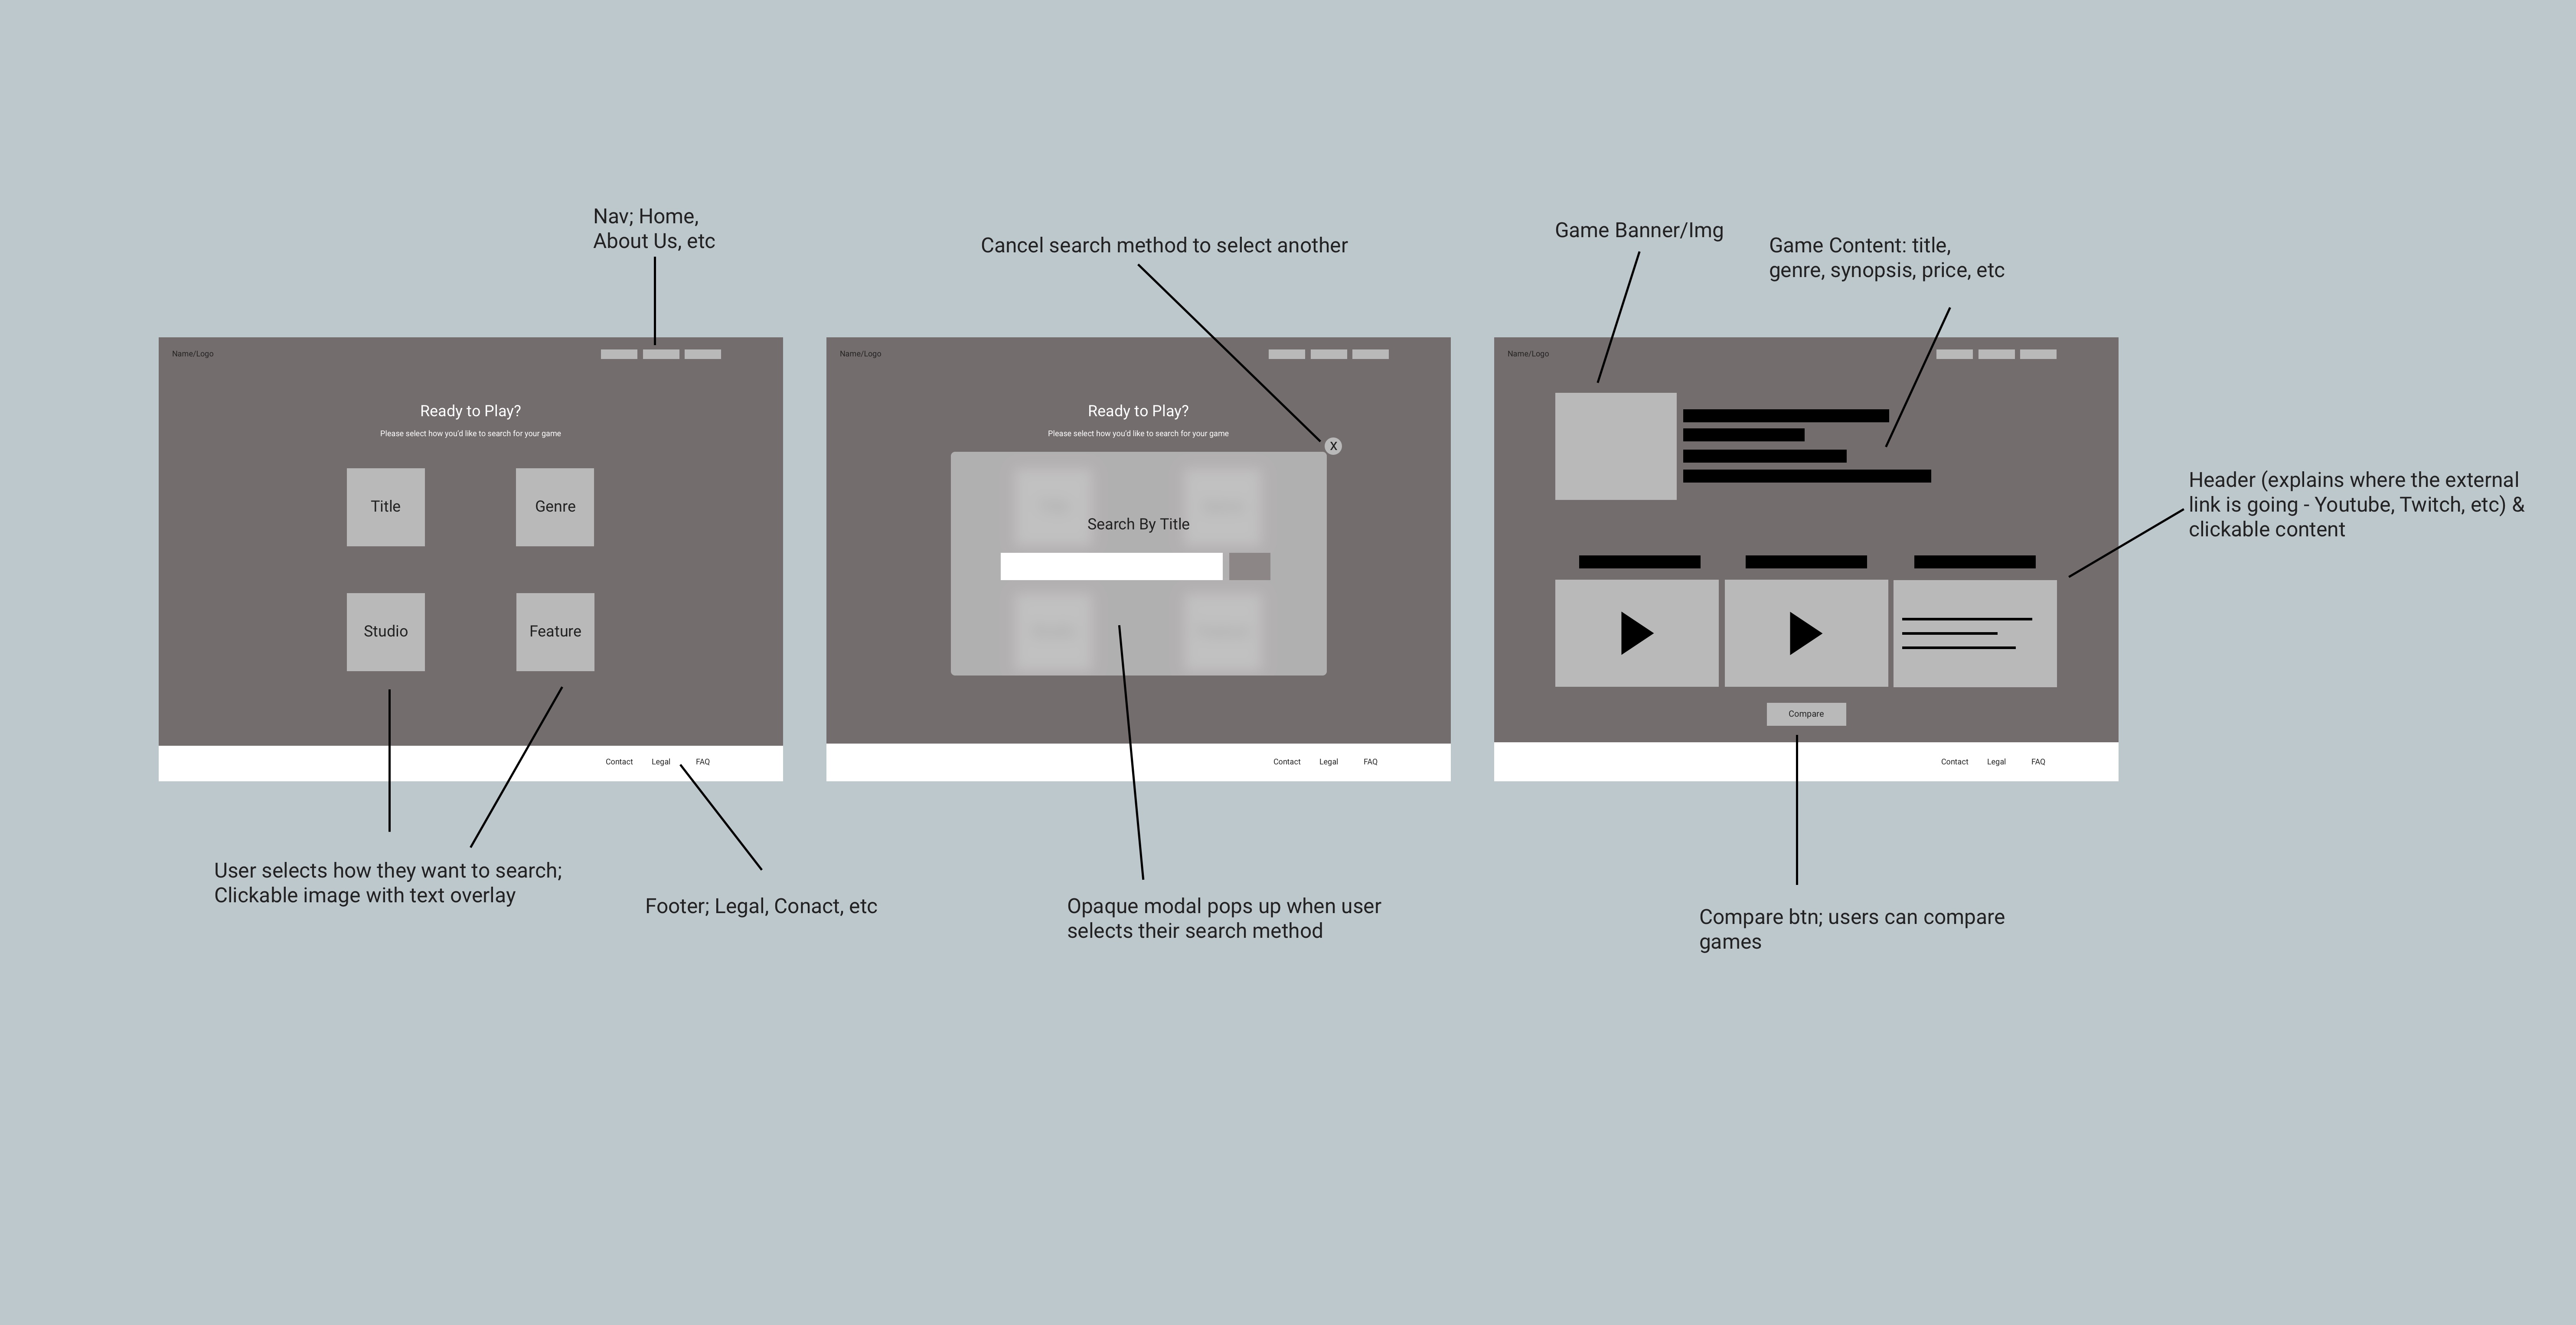 Nav; Home,
About Us, etc
Cancel search method to select another
Game Banner/Img
Game Content: title,
genre, synopsis, price, etc
Name/Logo
Ready to Play?
Please select how you'd like to search for your game
Title
Genre
Studio
Feature
Contact
Legal
FAQ
User selects how they want to search;
Clickable image with text overlay
Footer; Legal, Conact, etc
Name/Logo
Ready to Play?
Please select how you'd like to search for your game
X
Search By Title
Contact
Legal
FAQ
Opaque modal pops up when user
selects their search method
Name/Logo
Header (explains where the external
link is going - Youtube, Twitch, etc) &
clickable content
Compare
Contact
Legal
FAQ
Compare btn; users can compare
games